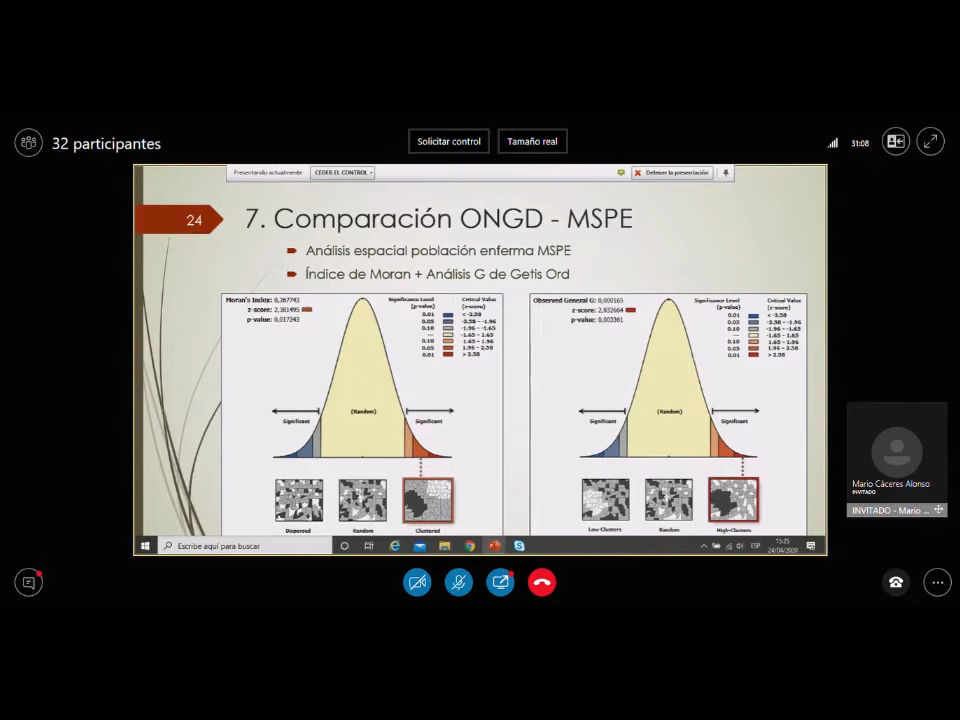 32 participantes
Solicitar control
Tamaño real
31:08
Presentando actualmente
CEDER EL CONTROL
Detener la presentación
24
7. Comparación ONGD - MSPE
Análisis espacial población enferma MSPE
Índice de Moran + Análisis G de Getis Ord
Moran's Index: 0,367743
z-score: 2,381495
p-value: 0,017243
Significance Level
(p-value)
Critical Value
(z-score)
0.01 < -2.58
0.05 -2.58 - -1.96
0.10 -1.96 - -1.65
--- -1.65 - 1.65
0.10 1.65 - 1.96
0.05 1.96 - 2.58
0.01 > 2.58
Significant
(Random)
Significant
Dispersed
Random
Clustered
Observed General G: 0,000165
z-score: 2,932664
p-value: 0,003361
Significance Level
(p-value)
Critical Value
(z-score)
0.01 < -2.58
0.05 -2.58 - -1.96
0.10 -1.96 - -1.65
--- -1.65 - 1.65
0.10 1.65 - 1.96
0.05 1.96 - 2.58
0.01 > 2.58
Significant
(Random)
Significant
Low-Clusters
Random
High-Clusters
Mario Cáceres Alonso
INVITADO
INVITADO - Mario ...
Escribe aquí para buscar
ESP
15:25
24/04/2020